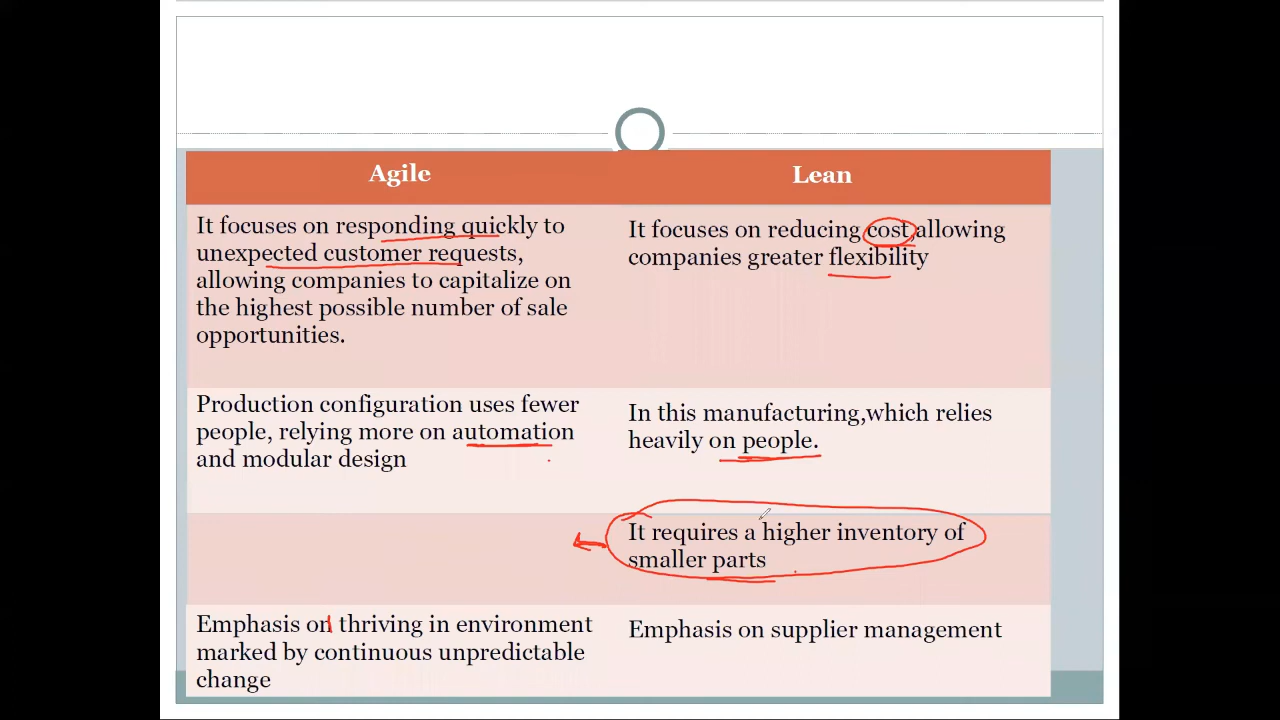 Agile
Lean
It focuses on responding quickly to
unexpected customer requests,
allowing companies to capitalize on
the highest possible number of sale
opportunities.
It focuses on reducing cost,allowing
companies greater flexibility
Production configuration uses fewer
people, relying more on automation
and modular design
In this manufacturing,which relies
heavily on people.
It requires a higher inventory of
smaller parts
Emphasis on thriving in environment
marked by continuous unpredictable
change
Emphasis on supplier management